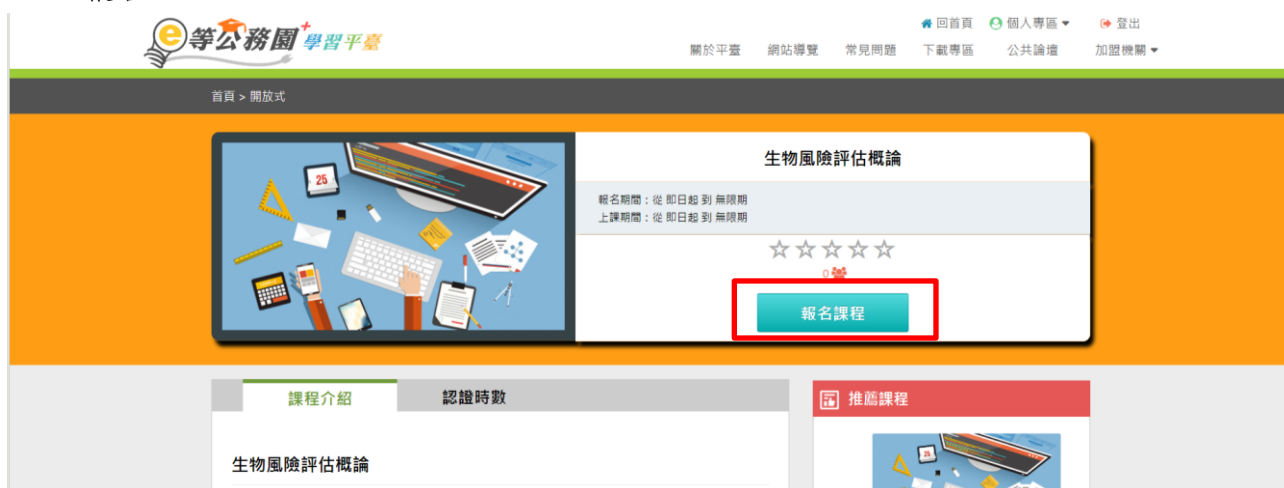 e等公務園+學習平臺
回首頁 個人專區▼ 登出
關於平臺 網站導覽 常見問題 下載專區 公共論壇 加盟機關▼
首頁 > 開放式
25
生物風險評估概論
報名期間：從 即日起 到 無限期
上課期間：從 即日起 到 無限期
0
報名課程
課程介紹 認證時數
推薦課程
生物風險評估概論